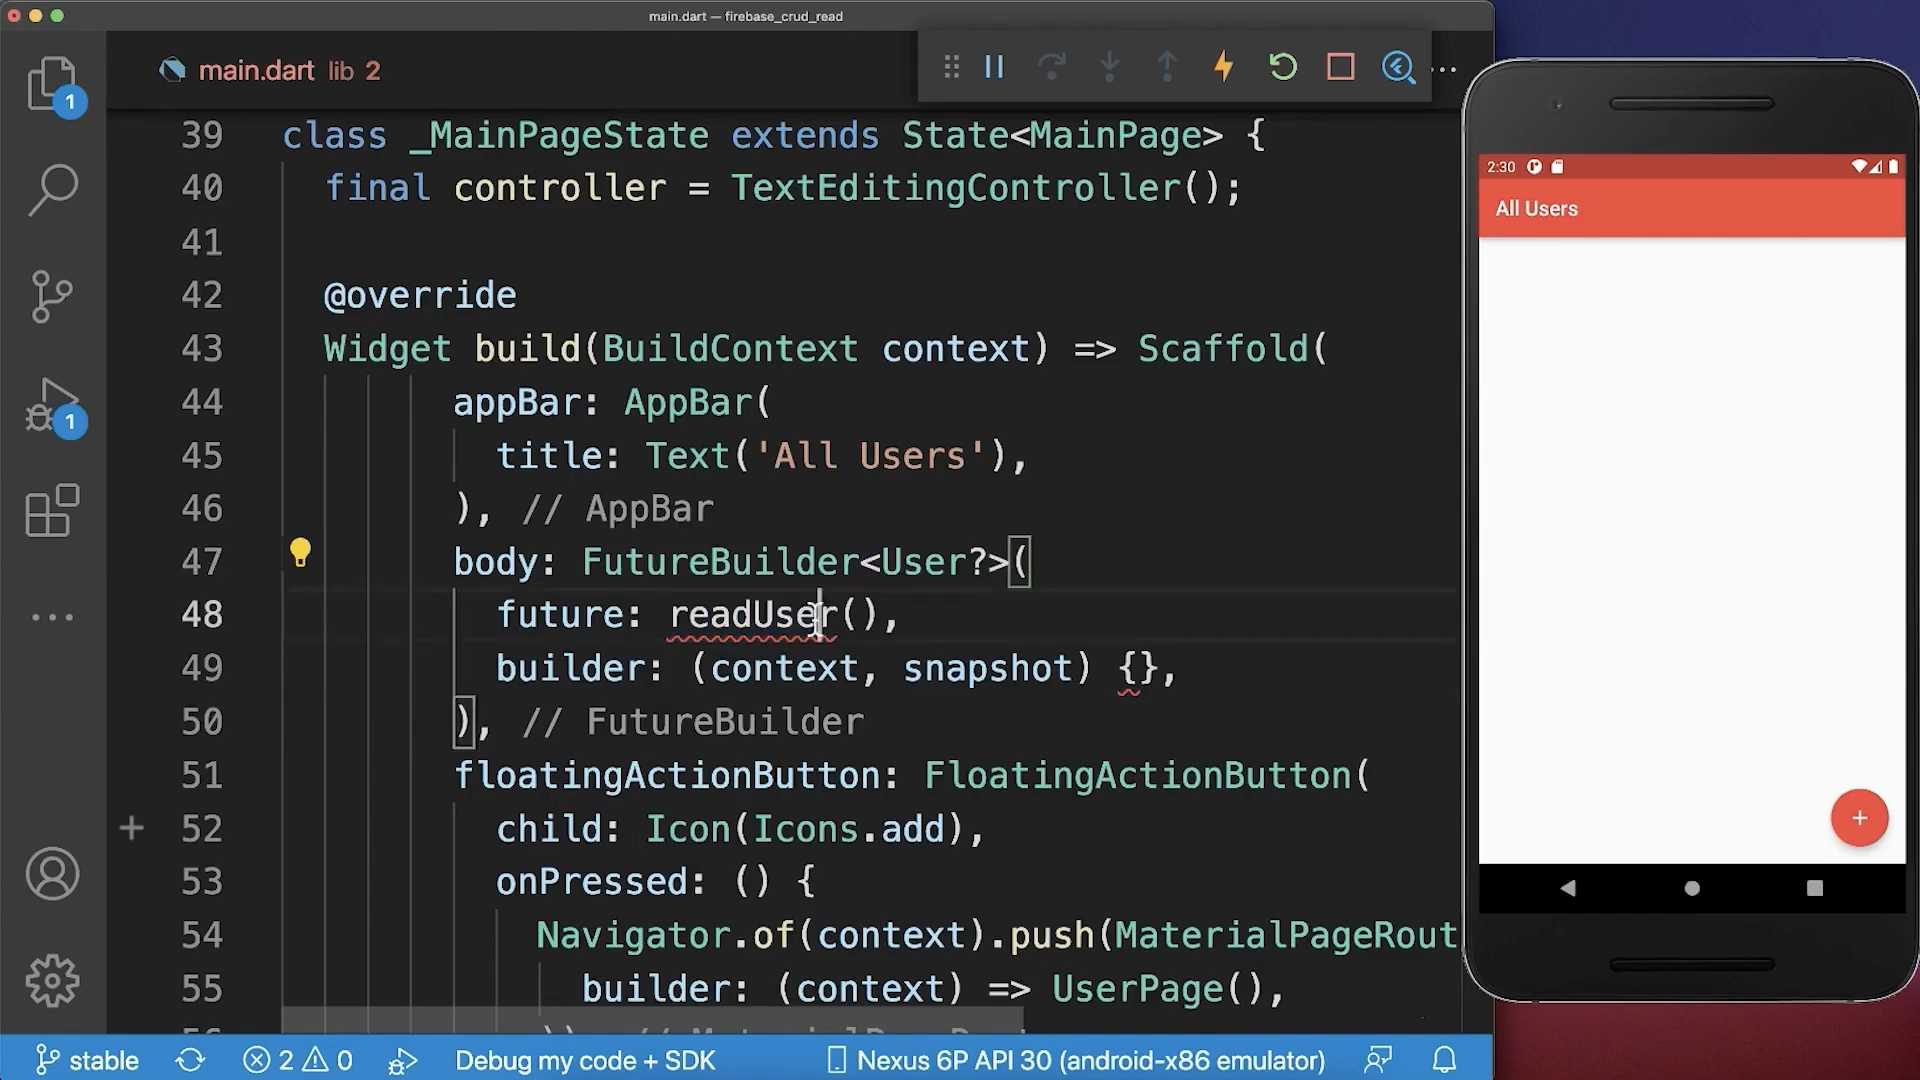 main.dart — firebase_crud_read
main.dart lib 2
1
1
39 class _MainPageState extends State<MainPage> {
40 final controller = TextEditingController();
41
42 @override
43 Widget build(BuildContext context) => Scaffold(
44 appBar: AppBar(
45 title: Text('All Users'),
46 ), // AppBar
47 body: FutureBuilder<User?>(
48 future: readUser(),
49 builder: (context, snapshot) {},
50 ), // FutureBuilder
51 floatingActionButton: FloatingActionButton(
52 child: Icon(Icons.add),
53 onPressed: () {
54 Navigator.of(context).push(MaterialPageRout
55 builder: (context) => UserPage(),
stable 2 0 Debug my code + SDK Nexus 6P API 30 (android-x86 emulator)
2:30
All Users